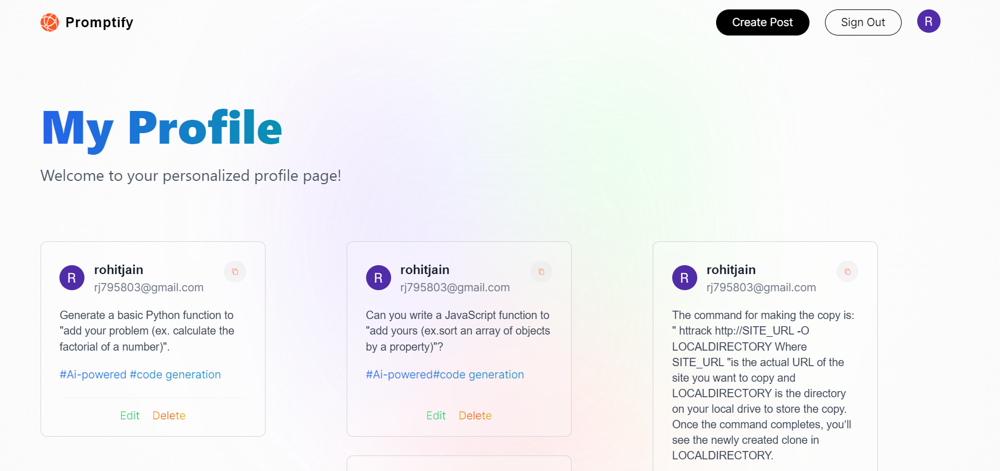 Promptify
Create Post
Sign Out
R
My Profile
Welcome to your personalized profile page!
R
rohitjain
rj795803@gmail.com
Generate a basic Python function to
"add your problem (ex. calculate the
factorial of a number)".
#Ai-powered #code generation
Edit
Delete
R
rohitjain
rj795803@gmail.com
Can you write a JavaScript function to
"add yours (ex.sort an array of objects
by a property)"?
#Ai-powered#code generation
Edit
Delete
R
rohitjain
rj795803@gmail.com
The command for making the copy is:
" httrack http://SITE_URL -O
LOCALDIRECTORY Where
SITE_URL "is the actual URL of the
site you want to copy and
LOCALDIRECTORY is the directory
on your local drive to store the copy.
Once the command completes, you’ll
see the newly created clone in
LOCALDIRECTORY.